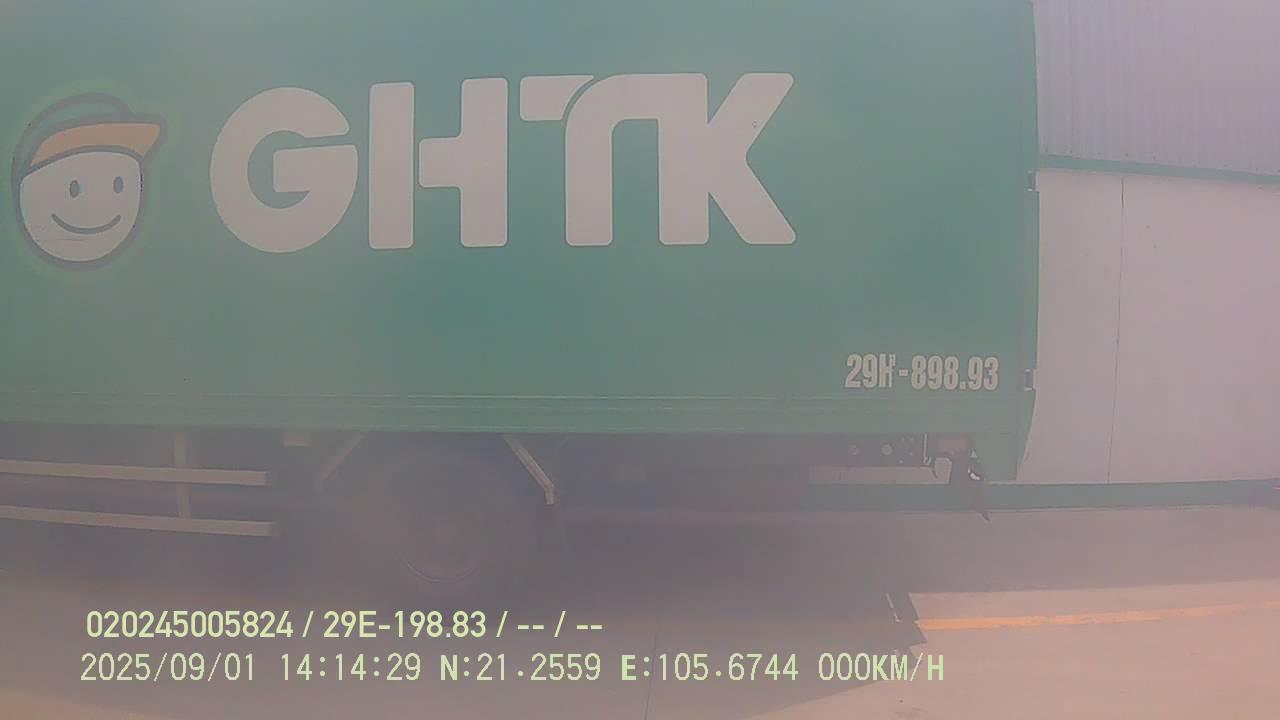 GHTK
29H-898.93
020245005824 / 29E-198.83 / -- / --
2025/09/01 14:14:29 N:21.2559 E:105.6744 000KM/H